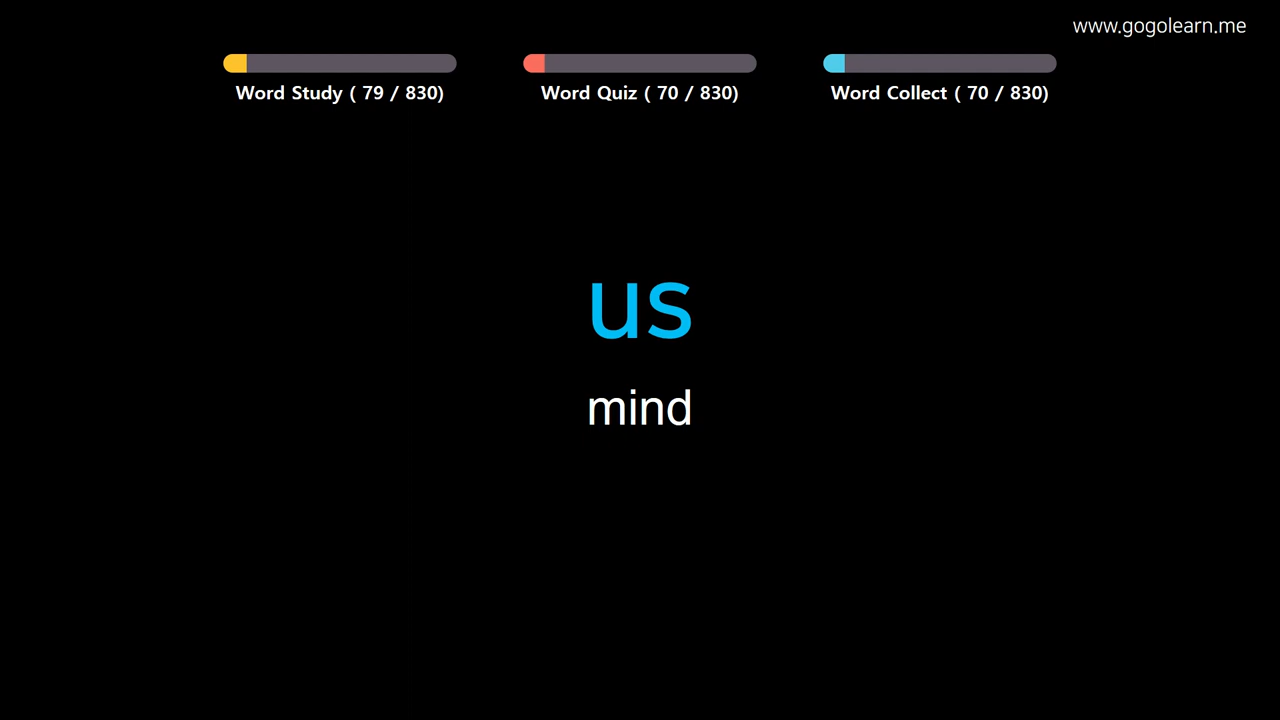 www.gogolearn.me
Word Study ( 79 / 830)
Word Quiz ( 70 / 830)
Word Collect ( 70 / 830)
us
mind